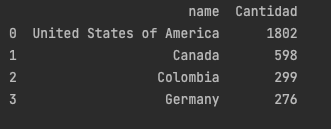 name Cantidad
0 United States of America 1802
1 Canada 598
2 Colombia 299
3 Germany 276